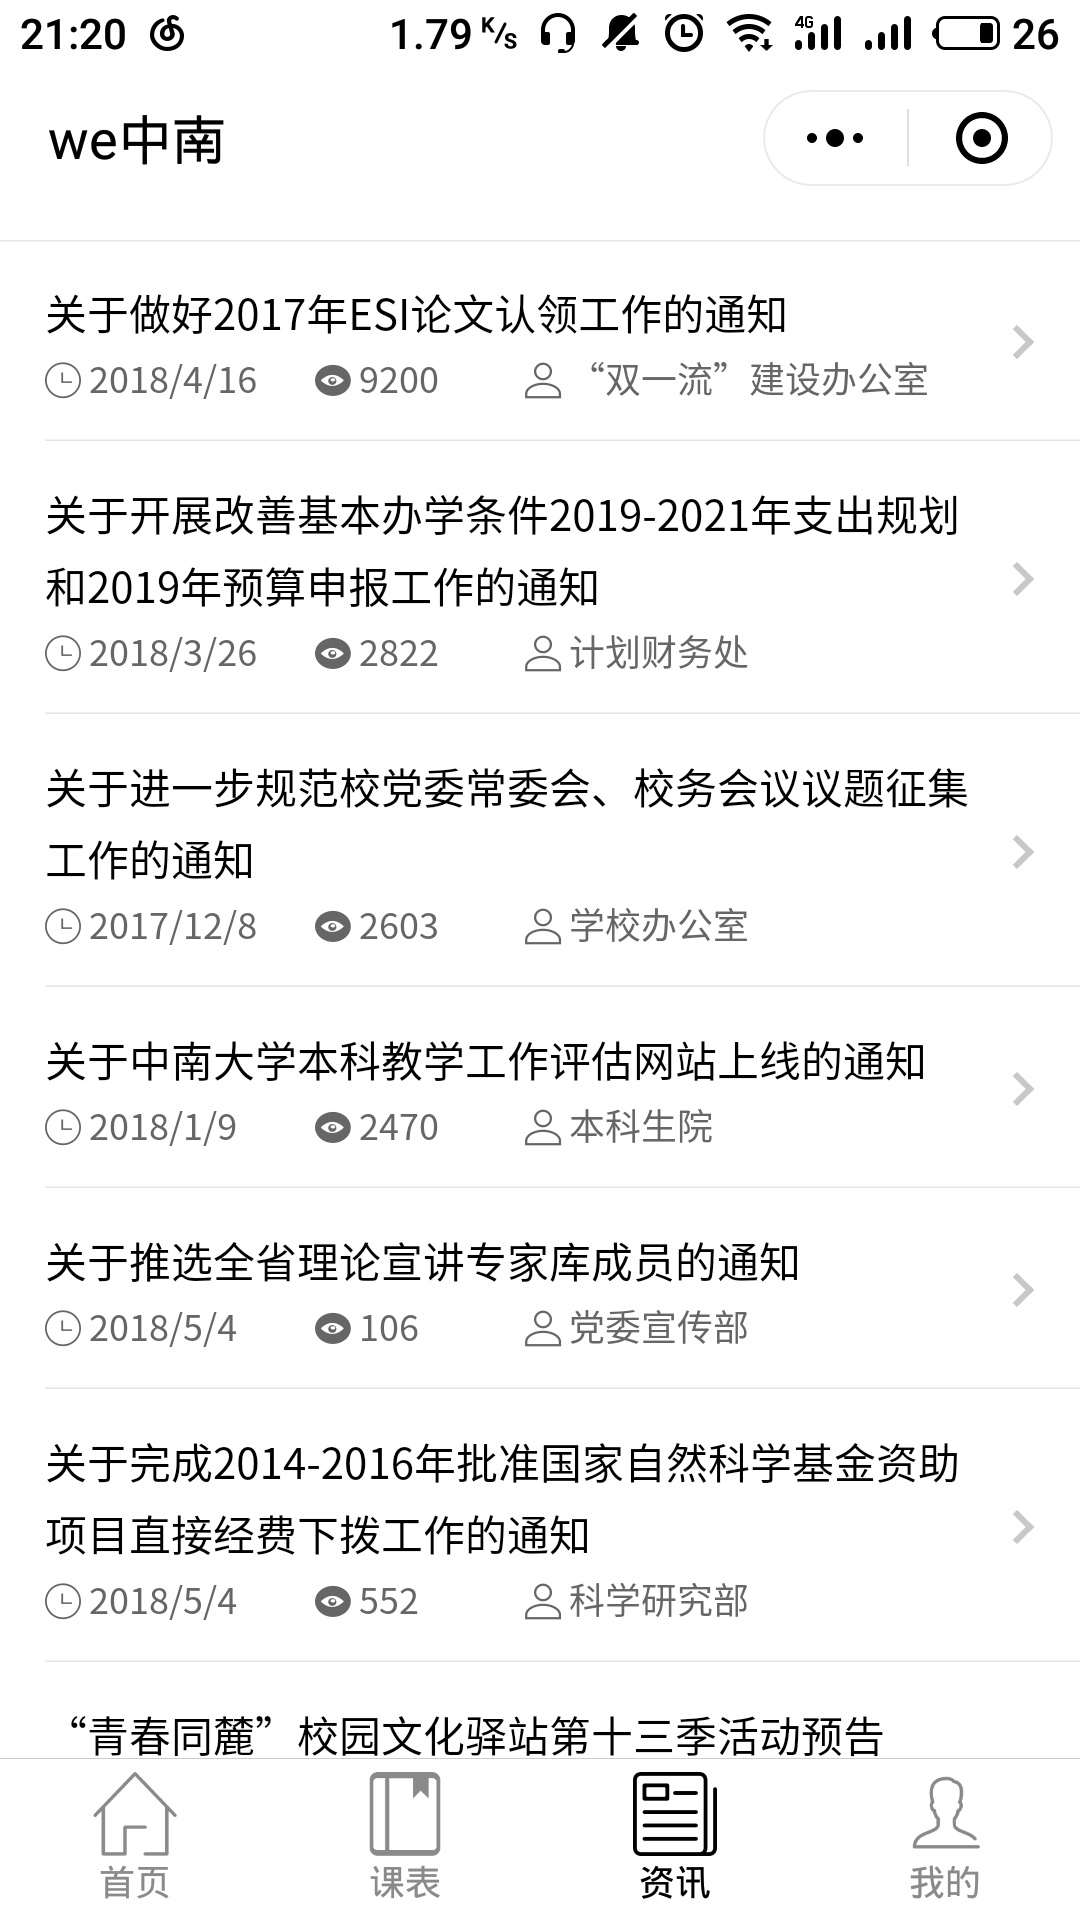 21:20 1.79 K/s 4G 26
we中南
关于做好2017年ESI论文认领工作的通知
2018/4/16 9200 “双一流”建设办公室
关于开展改善基本办学条件2019-2021年支出规划
和2019年预算申报工作的通知
2018/3/26 2822 计划财务处
关于进一步规范校党委常委会、校务会议议题征集
工作的通知
2017/12/8 2603 学校办公室
关于中南大学本科教学工作评估网站上线的通知
2018/1/9 2470 本科生院
关于推选全省理论宣讲专家库成员的通知
2018/5/4 106 党委宣传部
关于完成2014-2016年批准国家自然科学基金资助
项目直接经费下拨工作的通知
2018/5/4 552 科学研究部
“青春同麓”校园文化驿站第十三季活动预告
首页 课表 资讯 我的